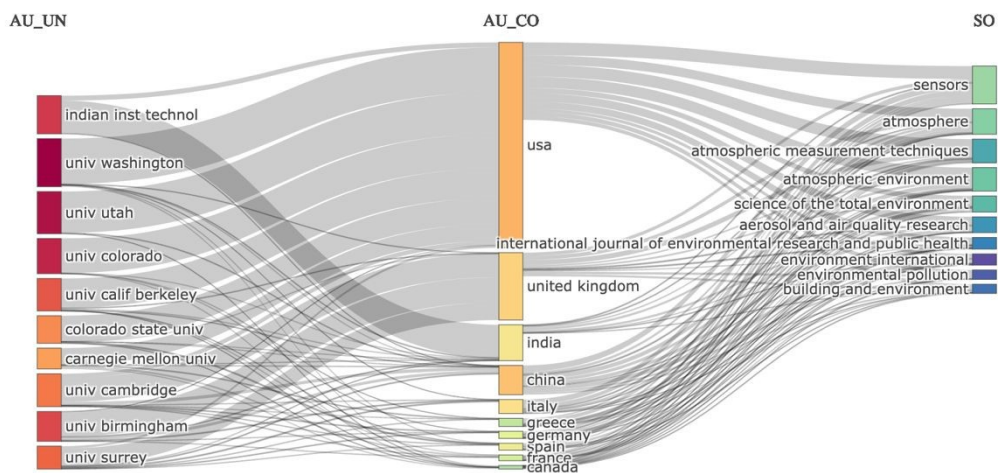 AU_UN
AU_CO
SO
indian inst technol
univ washington
univ utah
univ colorado
univ calif berkeley
colorado state univ
carnegie mellon univ
univ cambridge
univ birmingham
univ surrey
usa
united kingdom
india
china
italy
greece
germany
spain
france
canada
sensors
atmosphere
atmospheric measurement techniques
atmospheric environment
science of the total environment
aerosol and air quality research
international journal of environmental research and public health
environment international
environmental pollution
building and environment